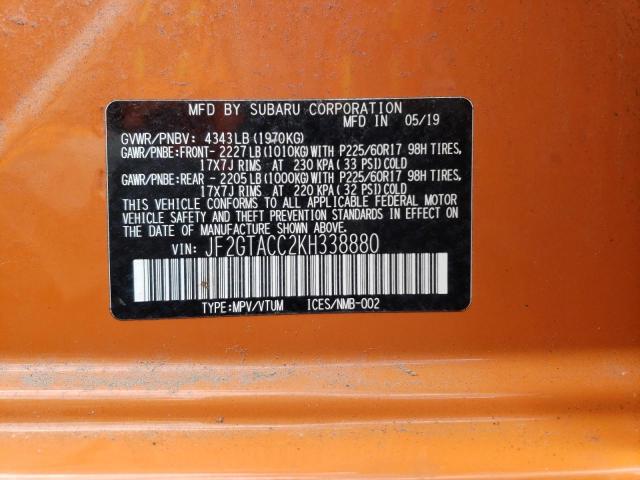 MFD BY SUBARU CORPORATION
MFD IN 05/19
GVWR/PNBV: 4343LB (1970KG)
GAWR/PNBE:FRONT- 2227LB (1010KG) WITH P225/60R17 98H TIRES,
17X7J RIMS AT 230 KPA (33 PSI) COLD
GAWR/PNBE:REAR - 2205LB (1000KG) WITH P225/60R17 98H TIRES,
17X7J RIMS AT 220 KPA (32 PSI) COLD
THIS VEHICLE CONFORMS TO ALL APPLICABLE FEDERAL MOTOR
VEHICLE SAFETY AND THEFT PREVENTION STANDARDS IN EFFECT ON
THE DATE OF MANUFACTURE SHOWN ABOVE.
VIN: JF2GTACC2KH338880
TYPE:MPV/VTUM ICES/NMB-002